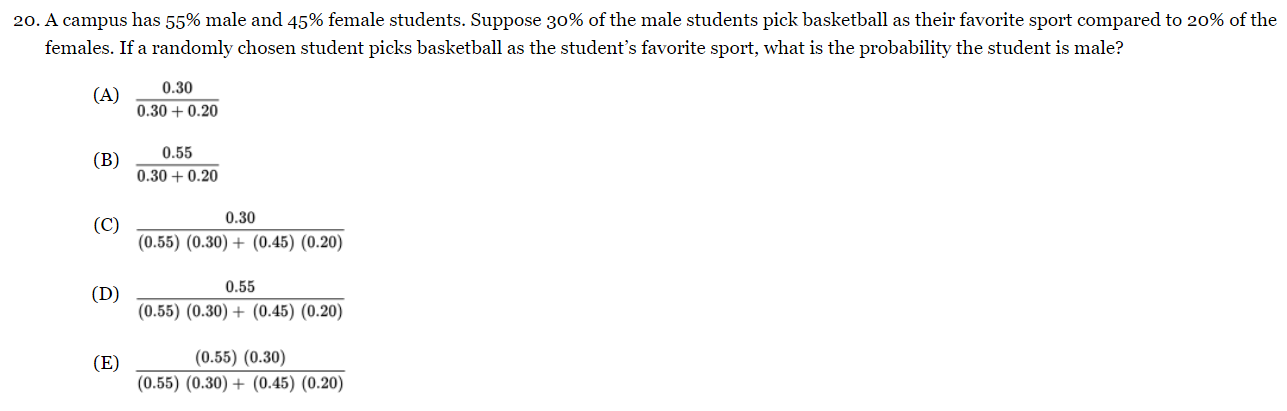 20. A campus has 55% male and 45% female students. Suppose 30% of the male students pick basketball as their favorite sport compared to 20% of the
females. If a randomly chosen student picks basketball as the student’s favorite sport, what is the probability the student is male?
(A) 0.30
0.30 + 0.20
(B) 0.55
0.30 + 0.20
(C) 0.30
(0.55) (0.30) + (0.45) (0.20)
(D) 0.55
(0.55) (0.30) + (0.45) (0.20)
(E) (0.55) (0.30)
(0.55) (0.30) + (0.45) (0.20)